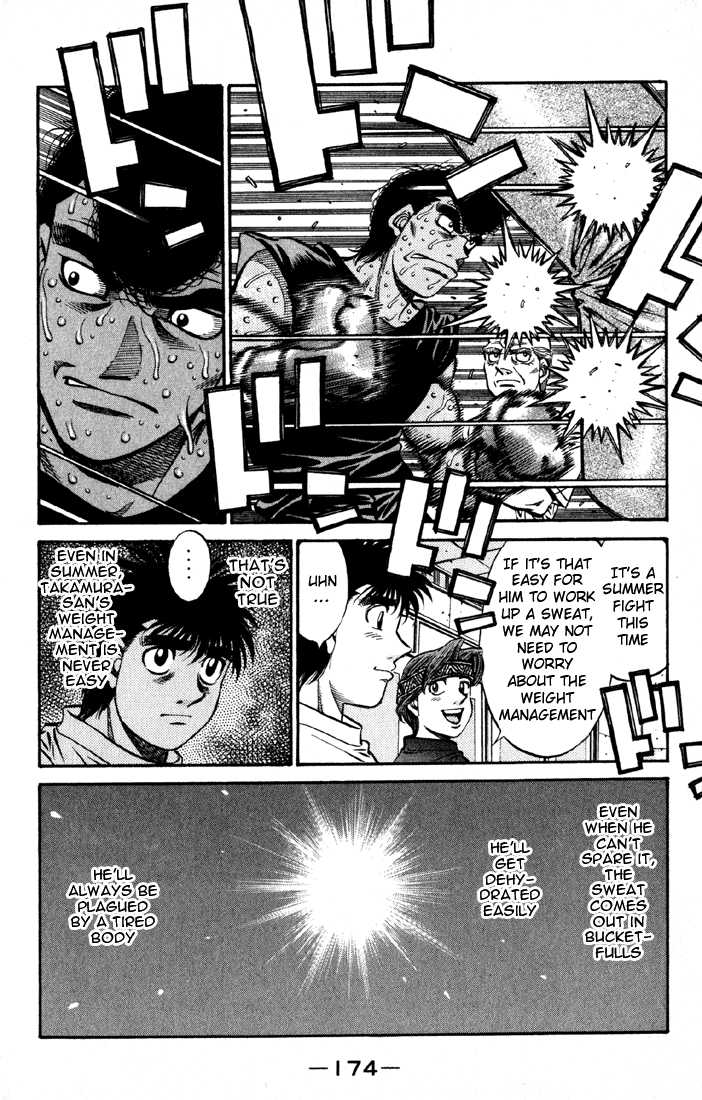 ドドドドドド
ドドドドド
IT'S A
SUMMER
FIGHT
THIS
TIME
IF IT'S THAT
EASY FOR
HIM TO WORK
UP A SWEAT,
WE MAY NOT
NEED TO
WORRY
ABOUT THE
WEIGHT
MANAGEMENT
UHN
...
THAT'S
NOT
TRUE
....
EVEN IN
SUMMER,
TAKAMURA-
SAN'S
WEIGHT
MANAGE-
MENT IS
NEVER
EASY
EVEN
WHEN HE
CAN'T
SPARE IT,
THE
SWEAT
COMES
OUT IN
BUCKET-
FULLS
HE'LL
GET
DEHY-
DRATED
EASILY
HE'LL
ALWAYS BE
PLAGUED
BY A TIRED
BODY
—174—